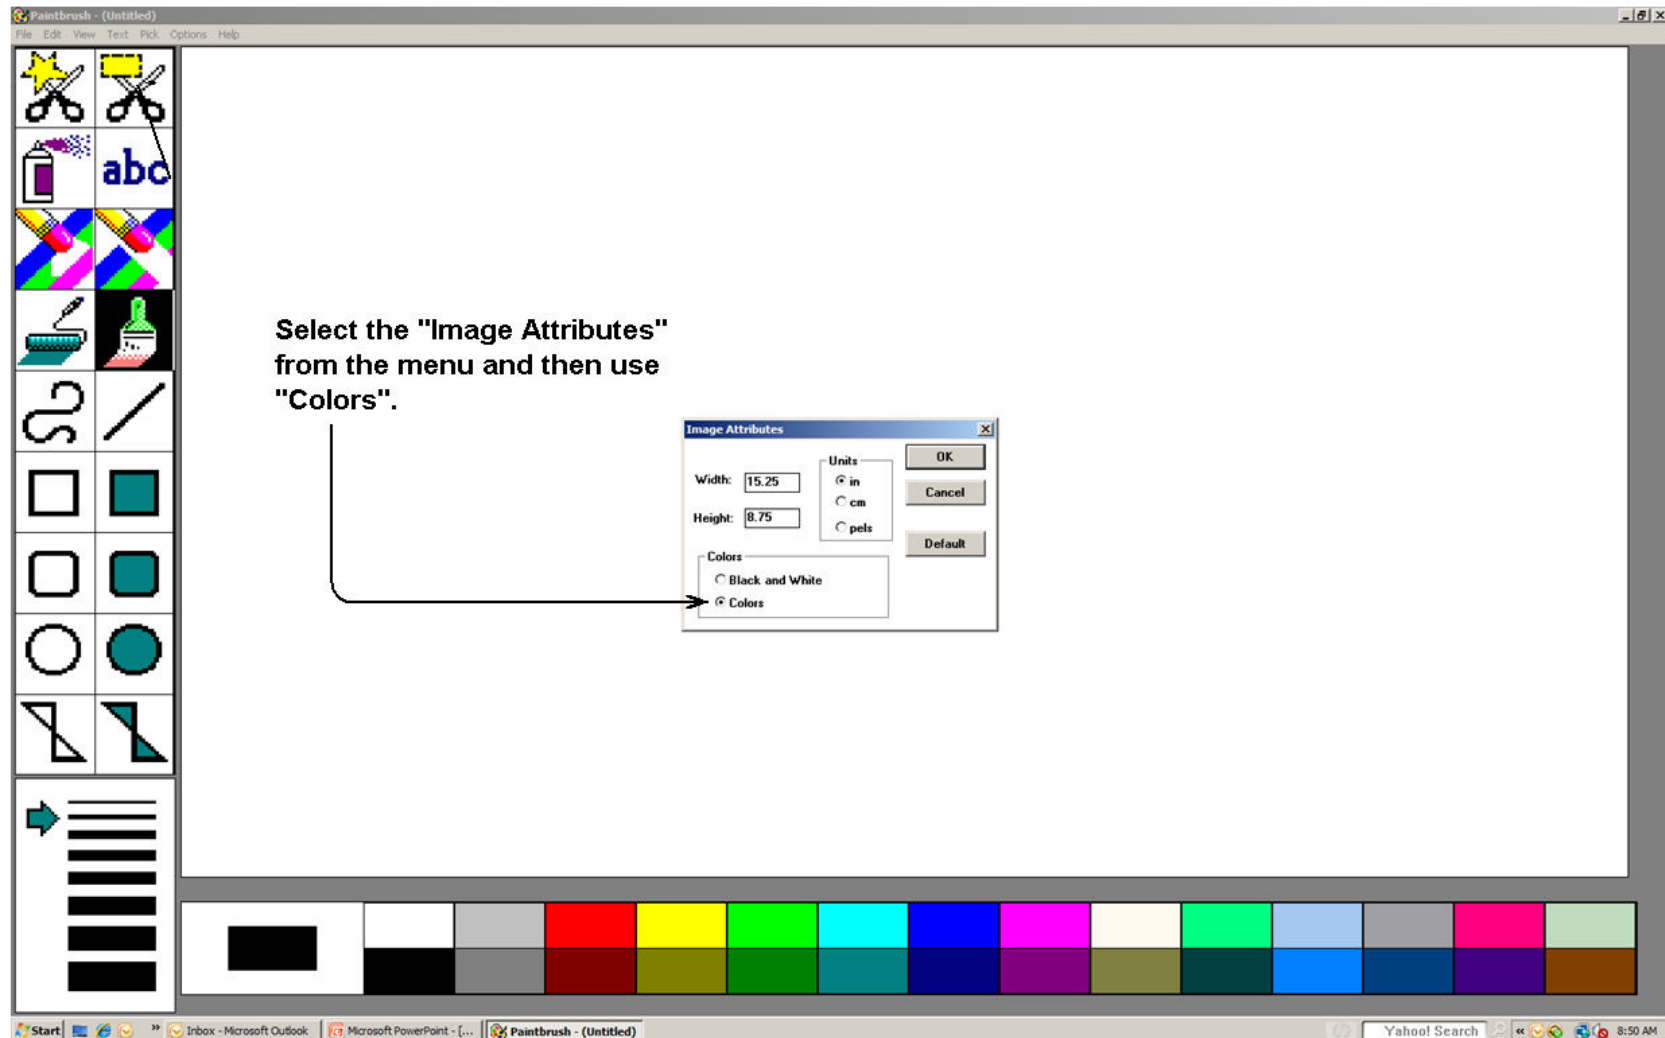 Paintbrush - (Untitled)
File Edit View Text Pick Options Help
abc
Select the "Image Attributes"
from the menu and then use
"Colors".
Image Attributes
Width: 15.25
Height: 8.75
Units
in
cm
pels
OK
Cancel
Default
Colors
Black and White
Colors
Start
» Inbox - Microsoft Outlook
Microsoft PowerPoint - [...
Paintbrush - (Untitled)
Yahoo! Search
« 8:50 AM